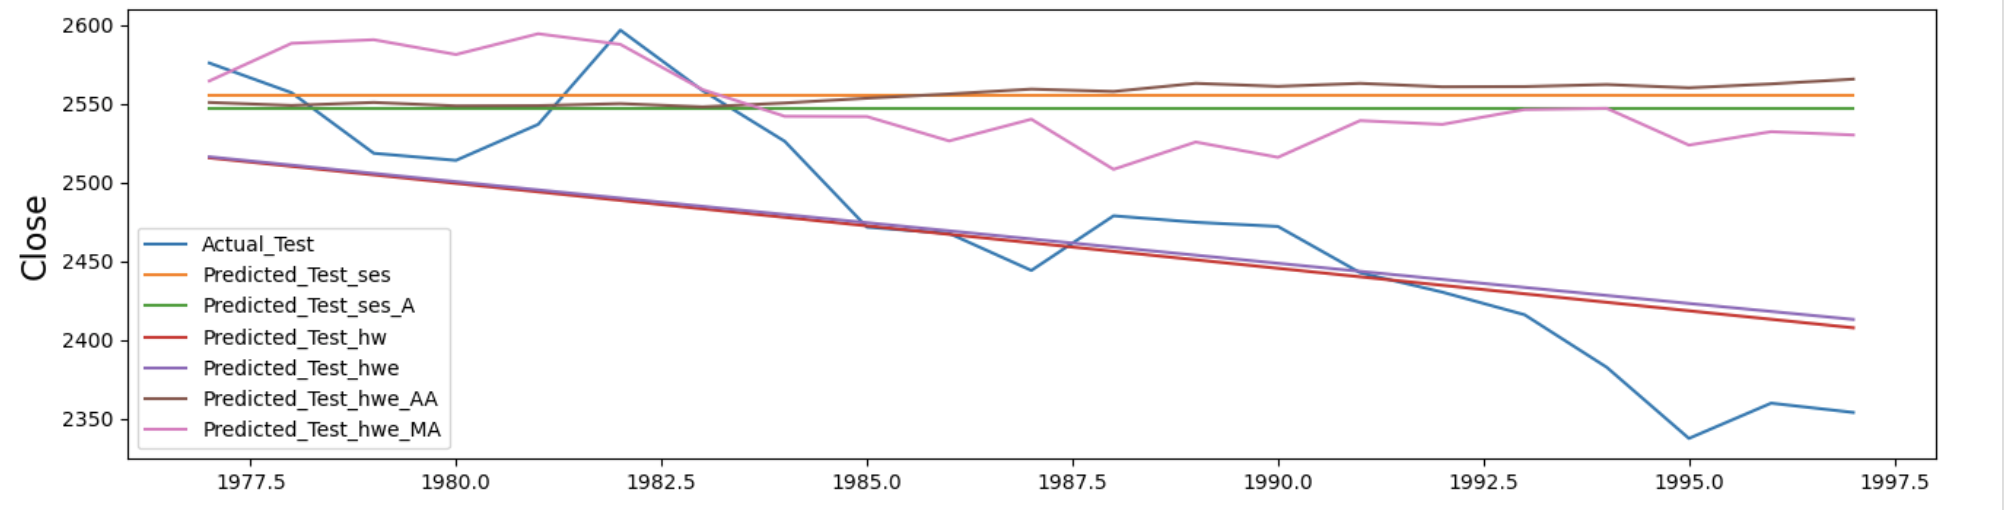 2600
2550
2500
2450
2400
2350
Close
Actual_Test
Predicted_Test_ses
Predicted_Test_ses_A
Predicted_Test_hw
Predicted_Test_hwe
Predicted_Test_hwe_AA
Predicted_Test_hwe_MA
1977.5 1980.0 1982.5 1985.0 1987.5 1990.0 1992.5 1995.0 1997.5